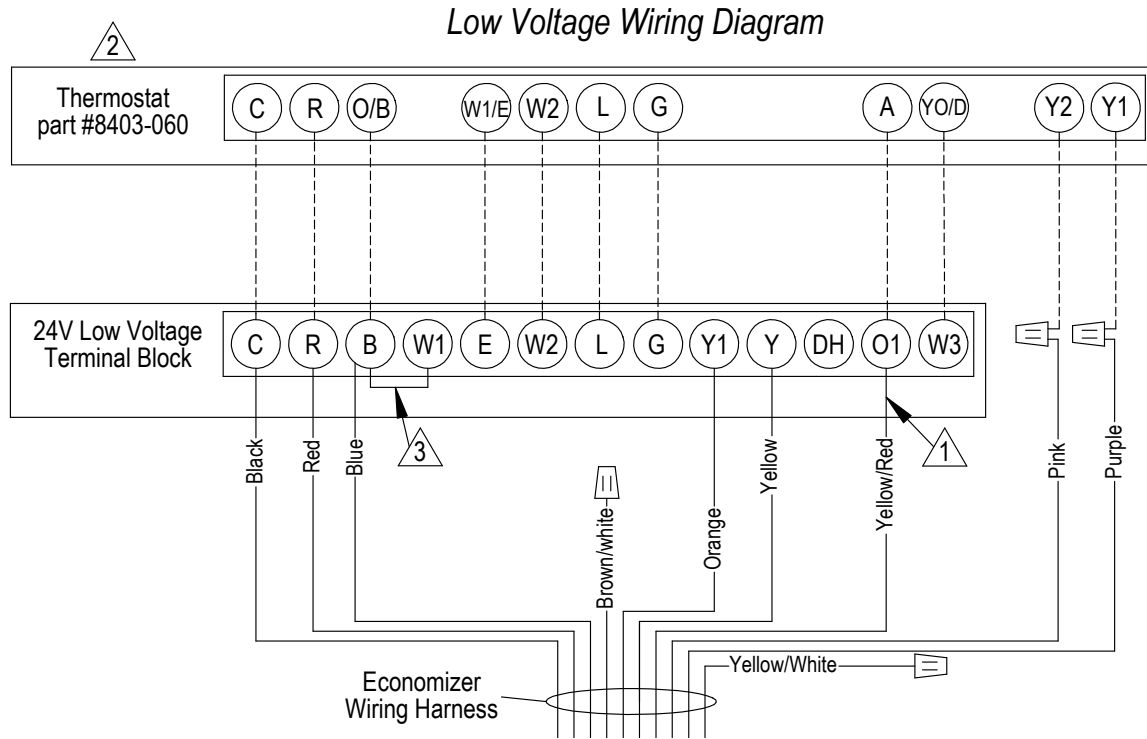 Low Voltage Wiring Diagram
2
Thermostat
part #8403-060
C R O/B W1/E W2 L G A YO/D Y2 Y1
24V Low Voltage
Terminal Block
C R B W1 E W2 L G Y1 Y DH O1 W3
3
1
Black
Red
Blue
Brown/white
Orange
Yellow
Yellow/Red
Pink
Purple
Yellow/White
Economizer
Wiring Harness